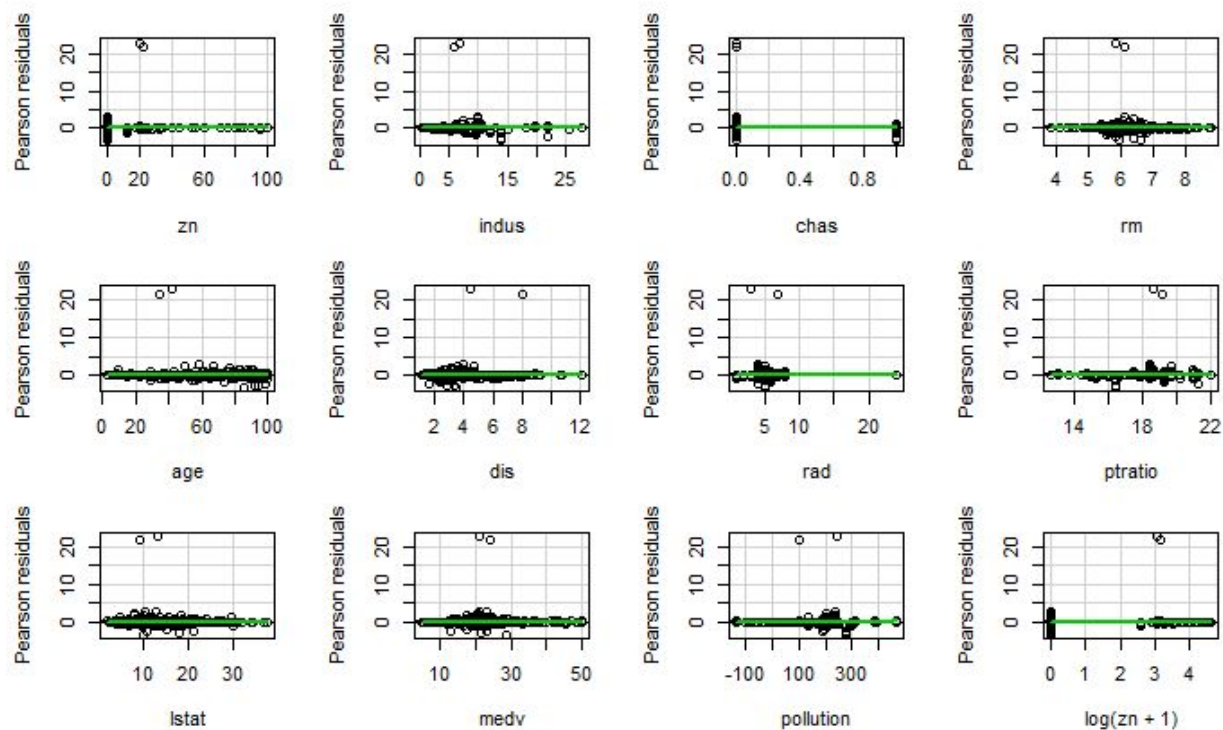 Pearson residuals
0 10 20
0 20 60 100
zn
Pearson residuals
0 10 20
0 5 15 25
indus
Pearson residuals
0 10 20
0.0 0.4 0.8
chas
Pearson residuals
0 10 20
4 5 6 7 8
rm
Pearson residuals
0 10 20
0 20 60 100
age
Pearson residuals
0 10 20
2 4 6 8 12
dis
Pearson residuals
0 10 20
5 10 20
rad
Pearson residuals
0 10 20
14 18 22
ptratio
Pearson residuals
0 10 20
10 20 30
lstat
Pearson residuals
0 10 20
10 20 30 50
medv
Pearson residuals
0 10 20
-100 100 300
pollution
Pearson residuals
0 10 20
0 1 2 3 4
log(zn + 1)